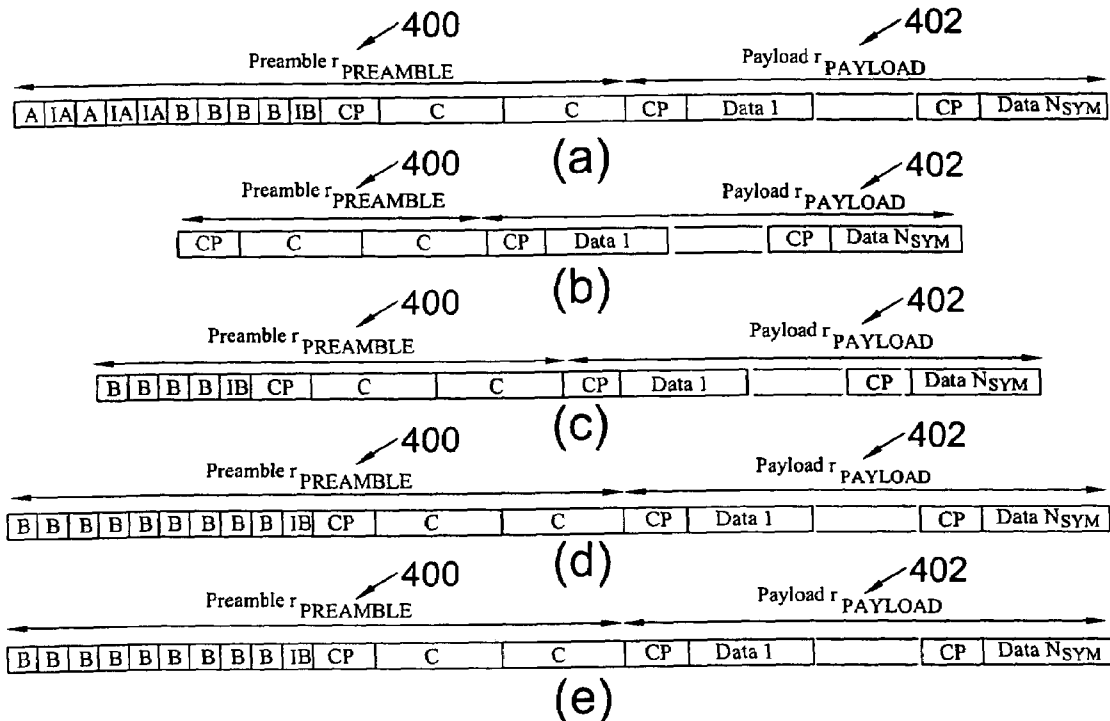 400 402
Preamble rPREAMBLE Payload rPAYLOAD
A IA A IA IA B B B B IB CP C C CP Data 1 CP Data NSYM
(a)
400 402
Preamble rPREAMBLE Payload rPAYLOAD
CP C C CP Data 1 CP Data NSYM
(b)
400 402
Preamble rPREAMBLE Payload rPAYLOAD
B B B B IB CP C C CP Data 1 CP Data NSYM
(c)
400 402
Preamble rPREAMBLE Payload rPAYLOAD
B B B B B B B B B IB CP C C CP Data 1 CP Data NSYM
(d)
400 402
Preamble rPREAMBLE Payload rPAYLOAD
B B B B B B B B B IB CP C C CP Data 1 CP Data NSYM
(e)